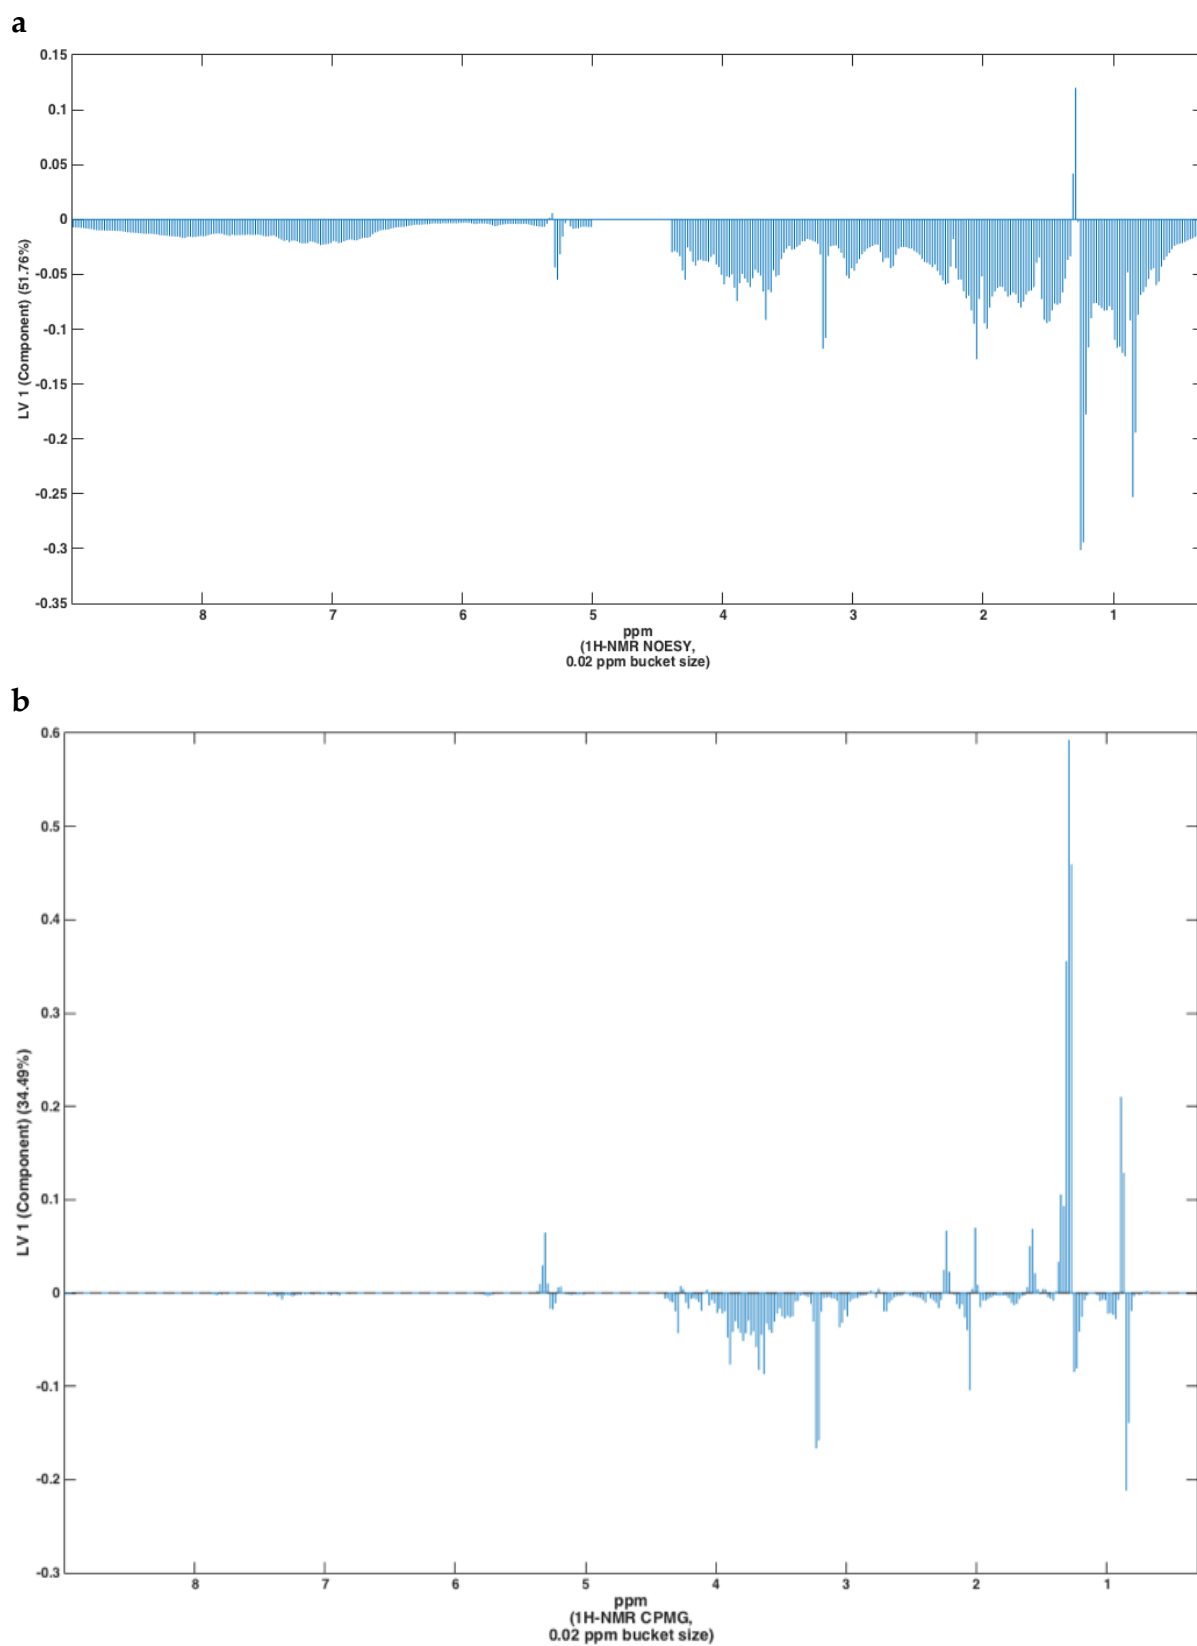 a
0.15
0.1
0.05
0
-0.05
-0.1
-0.15
-0.2
-0.25
-0.3
-0.35
LV 1 (Component) (51.76%)
8 7 6 5 4 3 2 1
ppm
(1H-NMR NOESY,
0.02 ppm bucket size)
b
0.6
0.5
0.4
0.3
0.2
0.1
0
-0.1
-0.2
-0.3
LV 1 (Component) (34.49%)
8 7 6 5 4 3 2 1
ppm
(1H-NMR CPMG,
0.02 ppm bucket size)